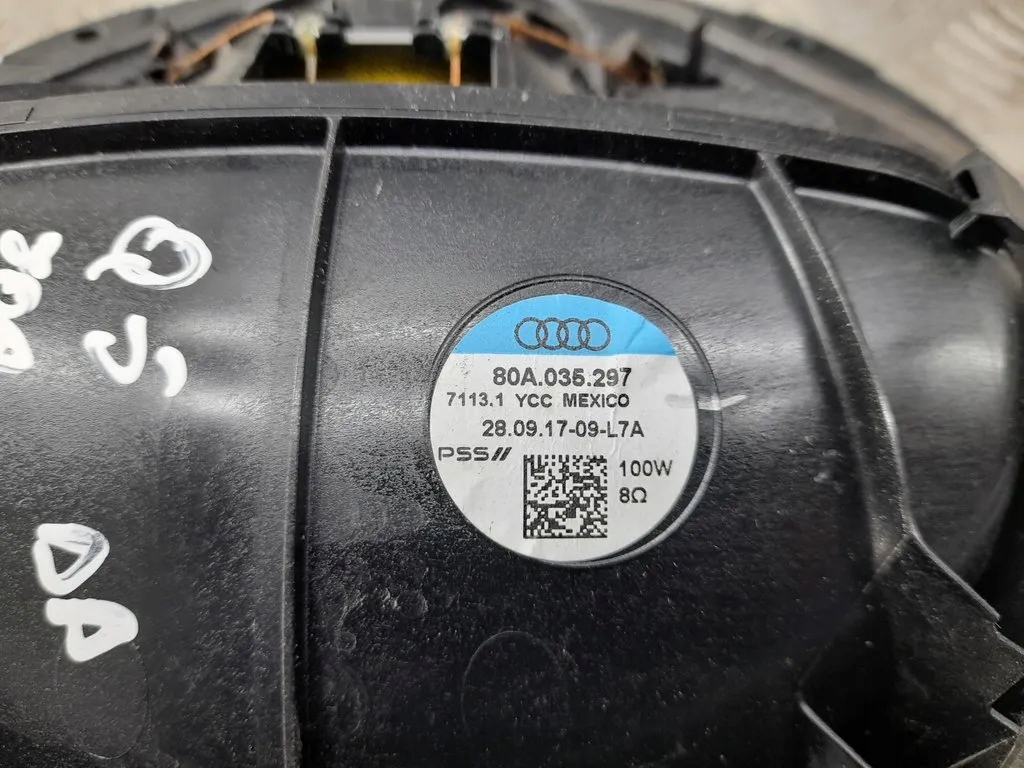 80A.035.297
7113.1 YCC MEXICO
28.09.17-09-L7A
PSS//
100W
8Ω